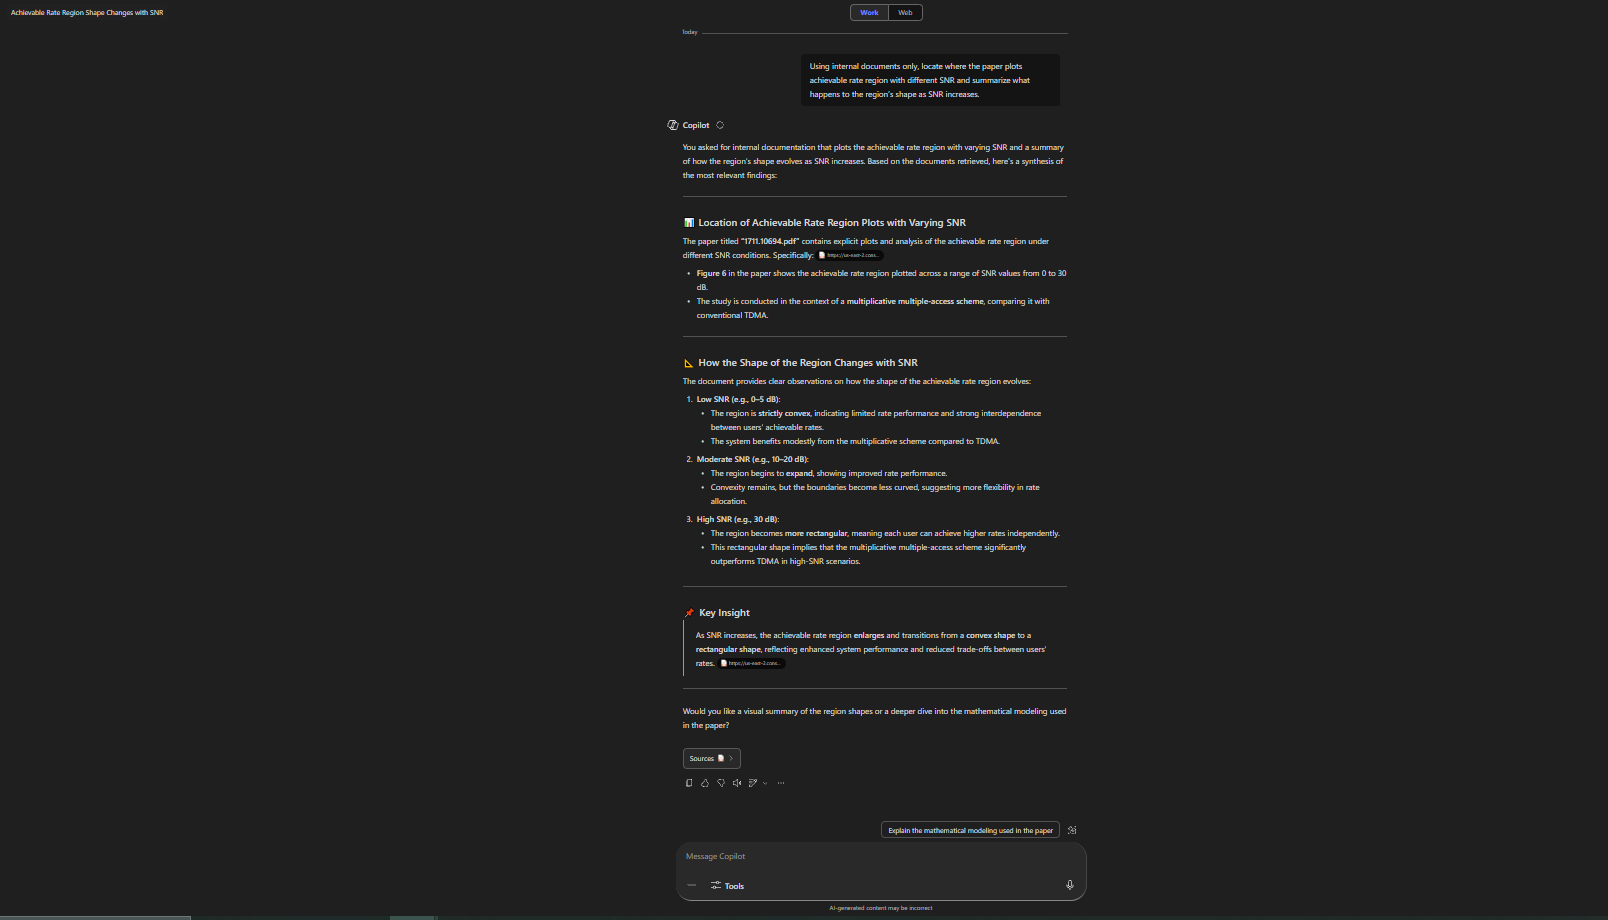 Achievable Rate Region Shape Changes with SNR
Work
Web
Today
Using internal documents only, locate where the paper plots
achievable rate region with different SNR and summarize what
happens to the region's shape as SNR increases.
Copilot
You asked for internal documentation that plots the achievable rate region with varying SNR and a summary
of how the region's shape evolves as SNR increases. Based on the documents retrieved, here's a synthesis of
the most relevant findings:
📊 Location of Achievable Rate Region Plots with Varying SNR
The paper titled "1711.10694.pdf" contains explicit plots and analysis of the achievable rate region under
different SNR conditions. Specifically: https://us-east-2.cons...
• Figure 6 in the paper shows the achievable rate region plotted across a range of SNR values from 0 to 30
dB.
• The study is conducted in the context of a multiplicative multiple-access scheme, comparing it with
conventional TDMA.
📐 How the Shape of the Region Changes with SNR
The document provides clear observations on how the shape of the achievable rate region evolves:
1. Low SNR (e.g., 0–5 dB):
• The region is strictly convex, indicating limited rate performance and strong interdependence
between users' achievable rates.
• The system benefits modestly from the multiplicative scheme compared to TDMA.
2. Moderate SNR (e.g., 10–20 dB):
• The region begins to expand, showing improved rate performance.
• Convexity remains, but the boundaries become less curved, suggesting more flexibility in rate
allocation.
3. High SNR (e.g., 30 dB):
• The region becomes more rectangular, meaning each user can achieve higher rates independently.
• This rectangular shape implies that the multiplicative multiple-access scheme significantly
outperforms TDMA in high-SNR scenarios.
📌 Key Insight
As SNR increases, the achievable rate region enlarges and transitions from a convex shape to a
rectangular shape, reflecting enhanced system performance and reduced trade-offs between users'
rates. https://us-east-2.cons...
Would you like a visual summary of the region shapes or a deeper dive into the mathematical modeling used
in the paper?
Sources
Explain the mathematical modeling used in the paper
Message Copilot
Tools
AI-generated content may be incorrect